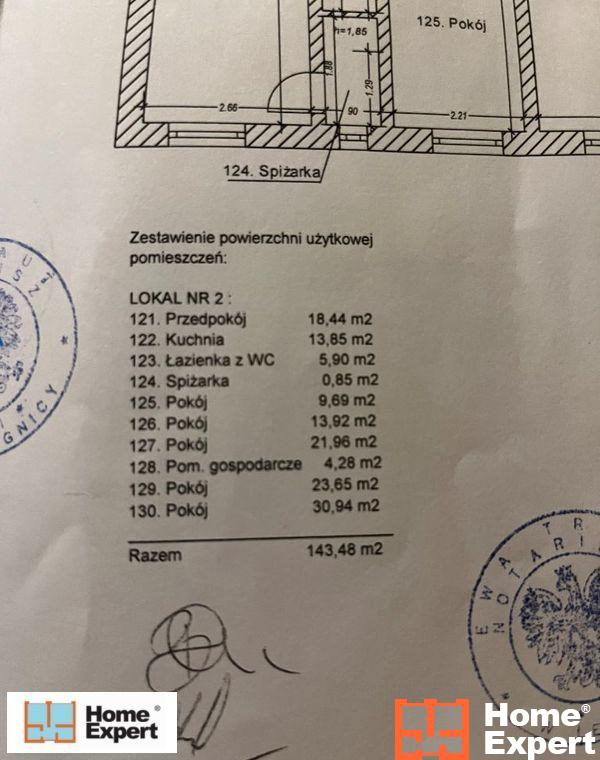 125. Pokój
h=1,85
1.88
1.29
2.66
90
2.21
124. Spiżarka
Zestawienie powierzchni użytkowej
pomieszczeń:
LOKAL NR 2 :
121. Przedpokój 18,44 m2
122. Kuchnia 13,85 m2
123. Łazienka z WC 5,90 m2
124. Spiżarka 0,85 m2
125. Pokój 9,69 m2
126. Pokój 13,92 m2
127. Pokój 21,96 m2
128. Pom. gospodarcze 4,28 m2
129. Pokój 23,65 m2
130. Pokój 30,94 m2
Razem 143,48 m2
Home ®
Expert
Home®
Expert